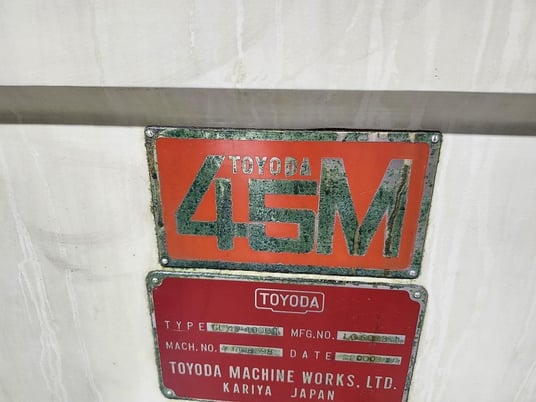 TOYODA
45M
TOYODA
TYPE MFG.NO.
MACH. NO. DATE
TOYODA MACHINE WORKS, LTD.
KARIYA JAPAN